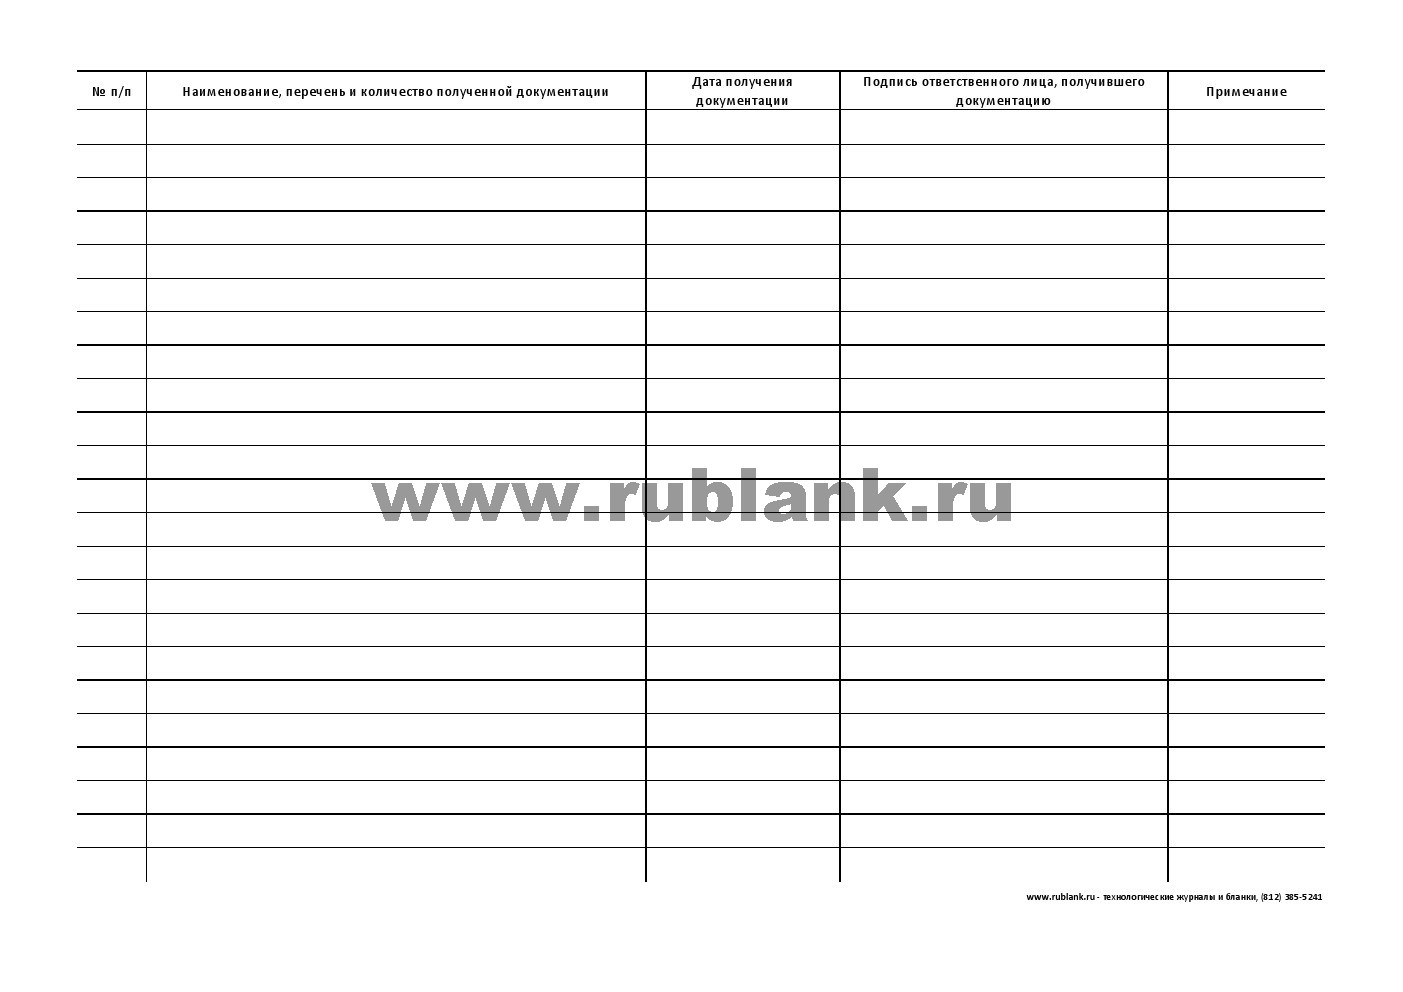 № п/п
Наименование, перечень и количество полученной документации
Дата получения
документации
Подпись ответственного лица, получившего
документацию
Примечание
www.rublank.ru
www.rublank.ru - технологические журналы и бланки, (812) 385-5241